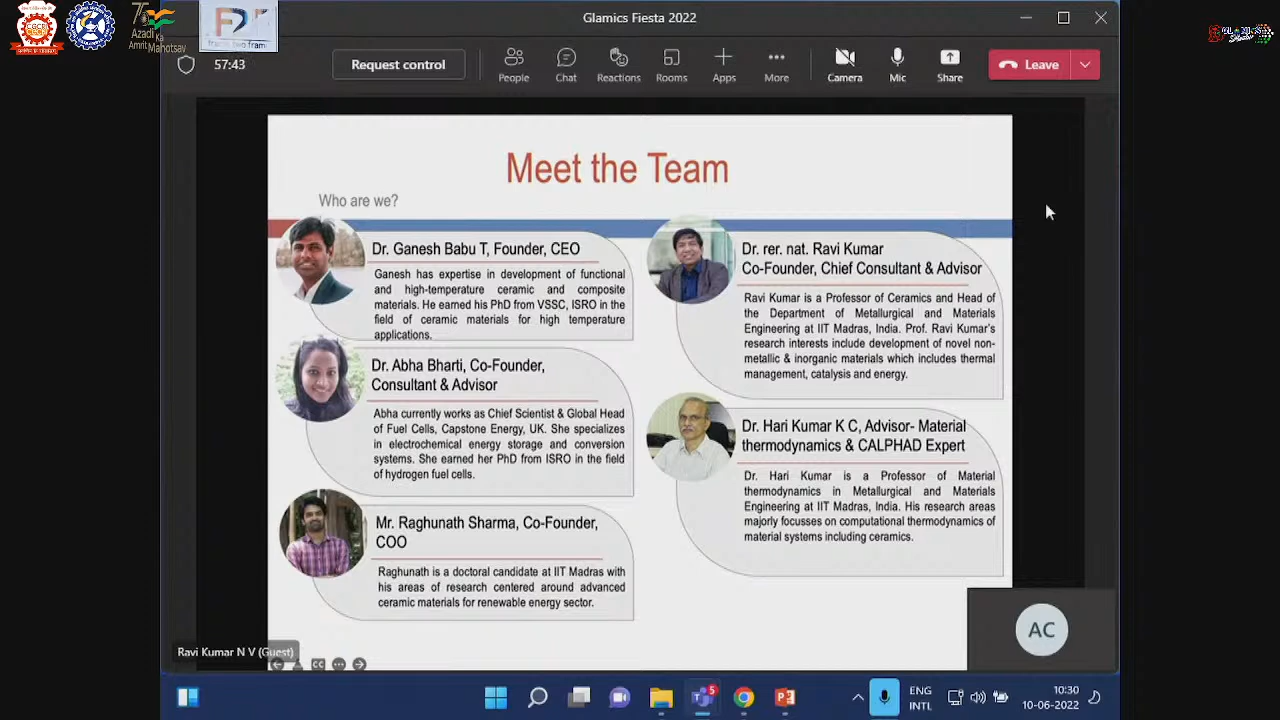 Glamics Fiesta 2022
CGCRI
75
Azadi Ka
Amrit Mahotsav
57:43
Request control
People
Chat
Reactions
Rooms
Apps
More
Camera
Mic
Share
Leave
Meet the Team
Who are we?
Dr. Ganesh Babu T, Founder, CEO
Ganesh has expertise in development of functional
and high-temperature ceramic and composite
materials. He earned his PhD from VSSC, ISRO in the
field of ceramic materials for high temperature
applications.
Dr. Abha Bharti, Co-Founder,
Consultant & Advisor
Abha currently works as Chief Scientist & Global Head
of Fuel Cells, Capstone Energy, UK. She specializes
in electrochemical energy storage and conversion
systems. She earned her PhD from ISRO in the field
of hydrogen fuel cells.
Mr. Raghunath Sharma, Co-Founder,
COO
Raghunath is a doctoral candidate at IIT Madras with
his areas of research centered around advanced
ceramic materials for renewable energy sector.
Dr. rer. nat. Ravi Kumar
Co-Founder, Chief Consultant & Advisor
Ravi Kumar is a Professor of Ceramics and Head of
the Department of Metallurgical and Materials
Engineering at IIT Madras, India. Prof. Ravi Kumar's
research interests include development of novel non-
metallic & inorganic materials which includes thermal
management, catalysis and energy.
Dr. Hari Kumar K C, Advisor- Material
thermodynamics & CALPHAD Expert
Dr. Hari Kumar is a Professor of Material
thermodynamics in Metallurgical and Materials
Engineering at IIT Madras, India. His research areas
majorly focusses on computational thermodynamics of
material systems including ceramics.
AC
Ravi Kumar N V (Guest)
CC
5
ENG
INTL
10:30
10-06-2022